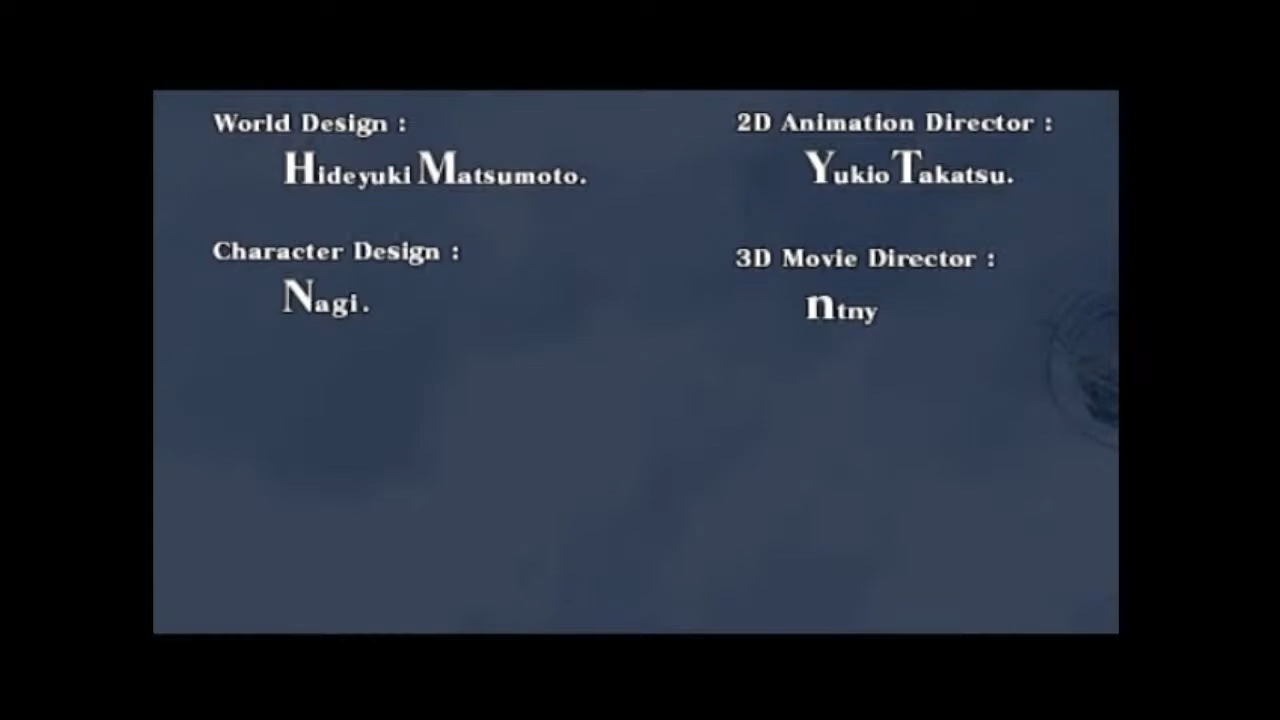 World Design :
Hideyuki Matsumoto.
Character Design :
Nagi.
2D Animation Director :
Yukio Takatsu.
3D Movie Director :
ntny